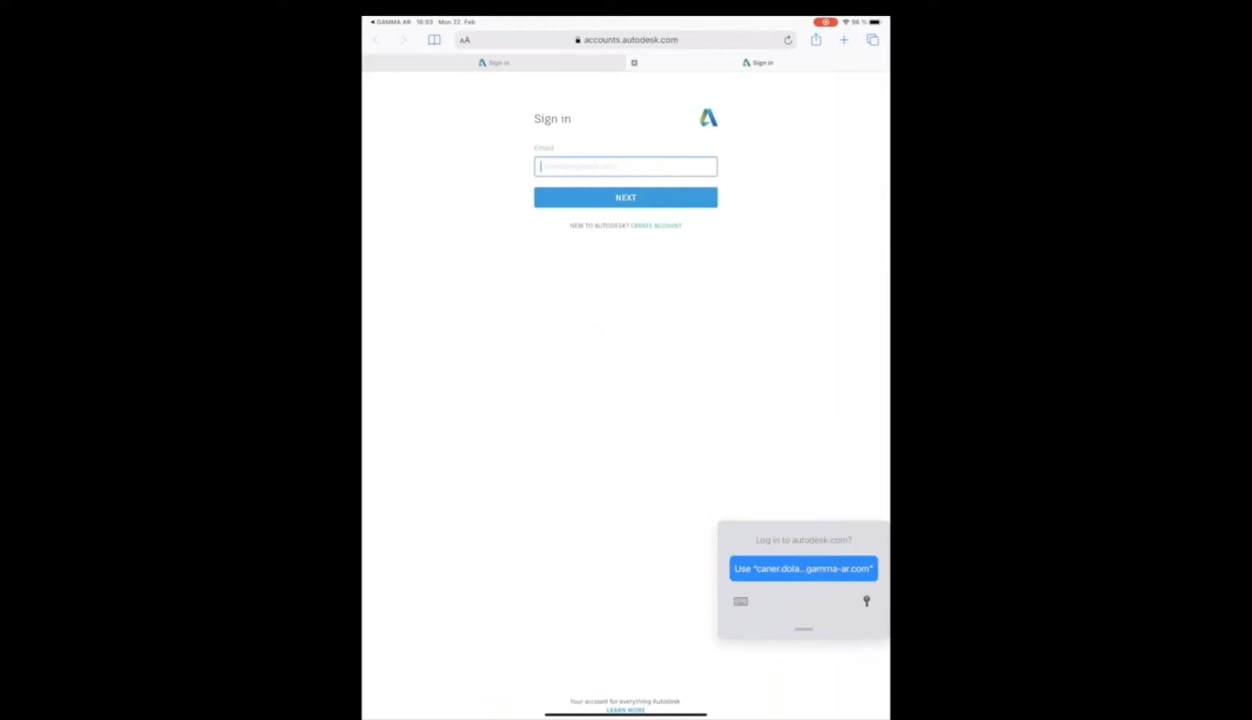 ◀ GAMMA AR 16:03 Mon 22. Feb 96 %
AA accounts.autodesk.com
Sign in Sign in
Sign in
Email
NEXT
NEW TO AUTODESK? CREATE ACCOUNT
Log in to autodesk.com?
Use "caner.dola...gamma-ar.com"
Your account for everything Autodesk
LEARN MORE